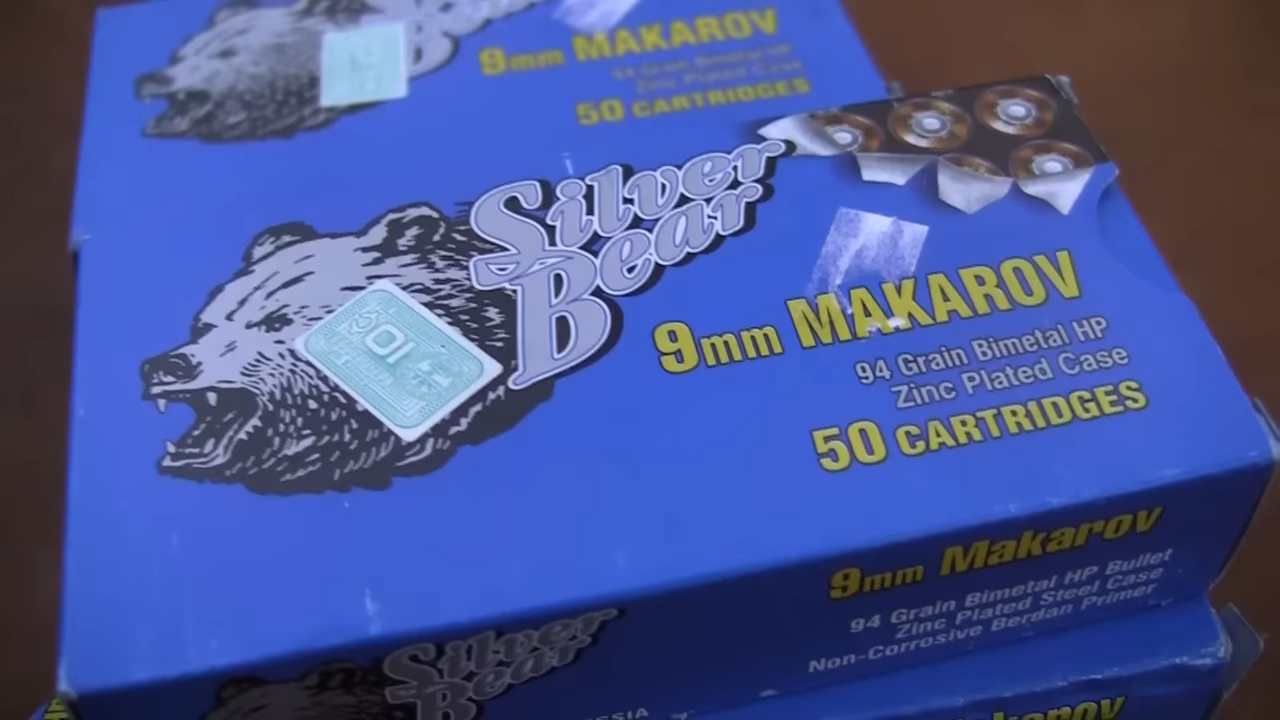 9mm MAKAROV
94 Grain Bimetal HP
Zinc Plated Case
50 CARTRIDGES
Silver
Bear
9mm MAKAROV
94 Grain Bimetal HP
Zinc Plated Case
50 CARTRIDGES
9mm Makarov
94 Grain Bimetal HP Bullet
Zinc Plated Steel Case
Non-Corrosive Berdan Primer
Silver
Bear
Makarov